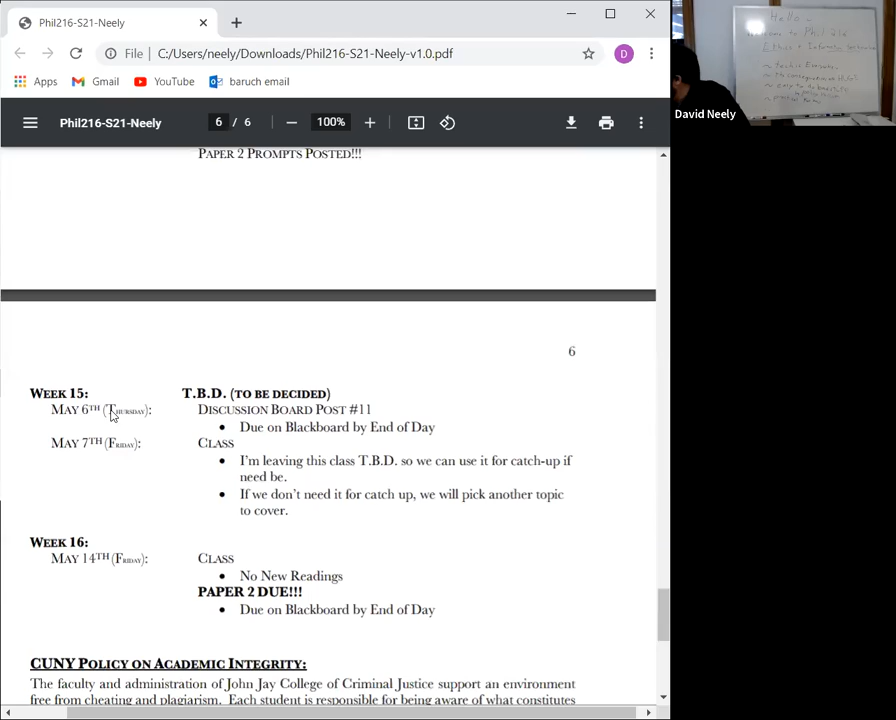 Phil216-S21-Neely
File
C:/Users/neely/Downloads/Phil216-S21-Neely-v1.0.pdf
D
Apps
Gmail
YouTube
baruch email
Phil216-S21-Neely
6 / 6
100%
PAPER 2 PROMPTS POSTED!!!
6
WEEK 15:
T.B.D. (TO BE DECIDED)
MAY 6TH (THURSDAY):
DISCUSSION BOARD POST #11
• Due on Blackboard by End of Day
MAY 7TH (FRIDAY):
CLASS
• I'm leaving this class T.B.D. so we can use it for catch-up if
need be.
• If we don't need it for catch up, we will pick another topic
to cover.
WEEK 16:
MAY 14TH (FRIDAY):
CLASS
• No New Readings
PAPER 2 DUE!!!
• Due on Blackboard by End of Day
CUNY POLICY ON ACADEMIC INTEGRITY:
The faculty and administration of John Jay College of Criminal Justice support an environment
free from cheating and plagiarism. Each student is responsible for being aware of what constitutes
Hello
to Phil 216
Ethics +
David Neely